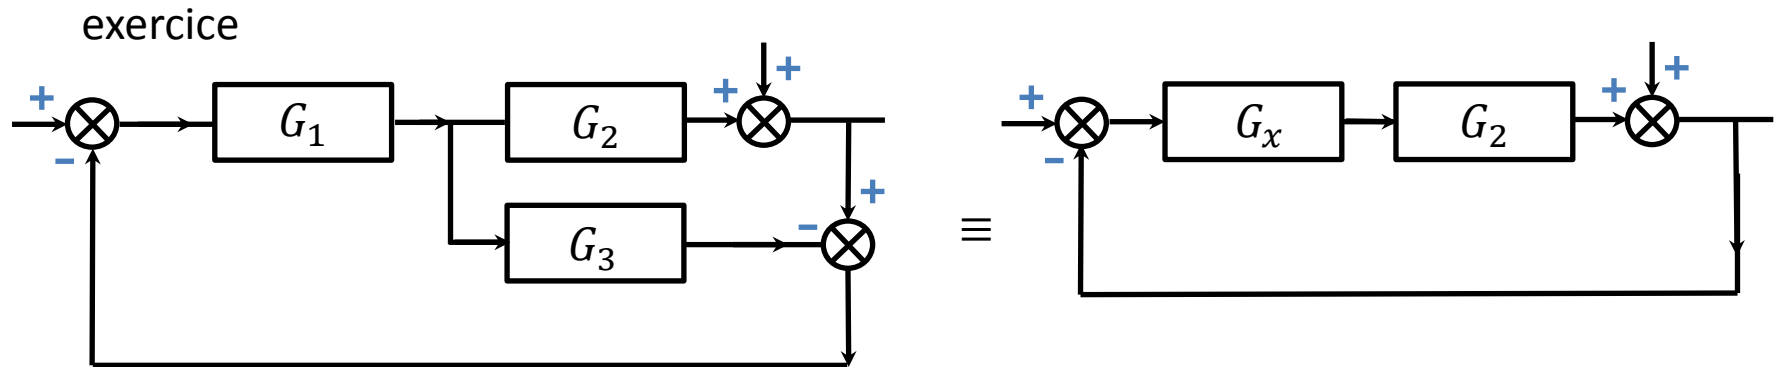 exercice
+ − G₁ G₂ + +
G₃ − +
≡
+ − Gₓ G₂ + +